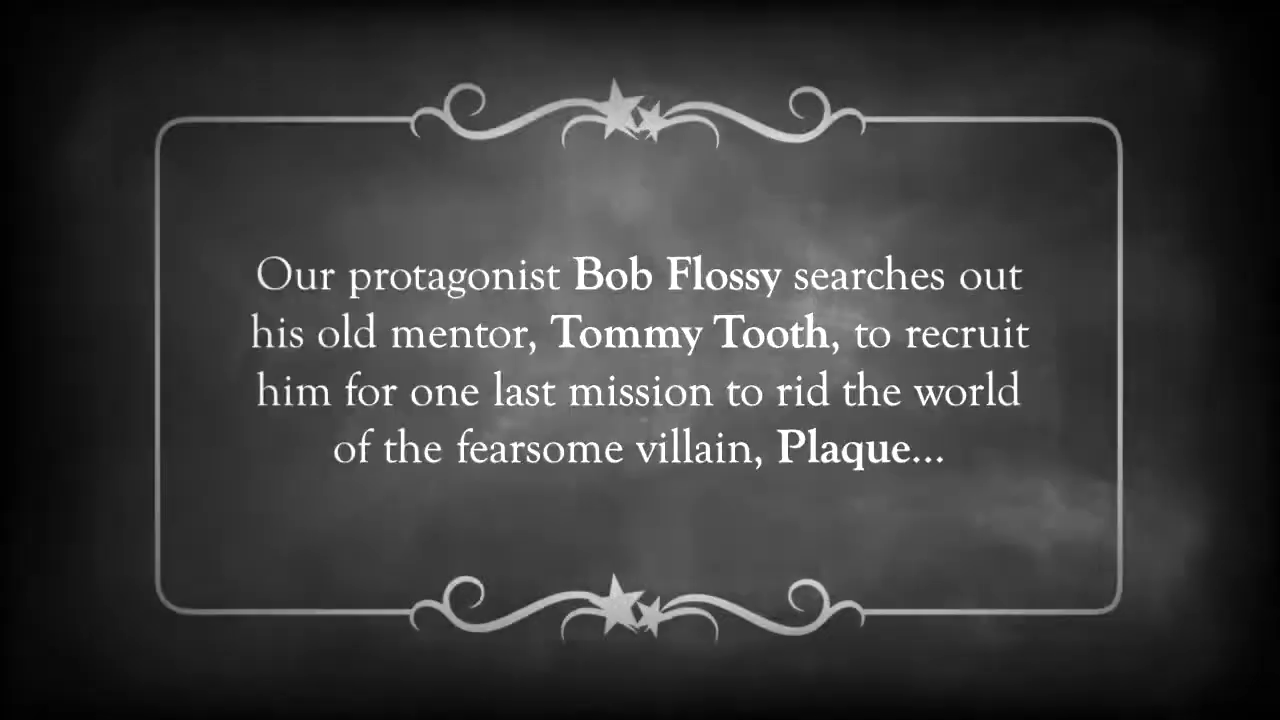 Our protagonist Bob Flossy searches out
his old mentor, Tommy Tooth, to recruit
him for one last mission to rid the world
of the fearsome villain, Plaque...